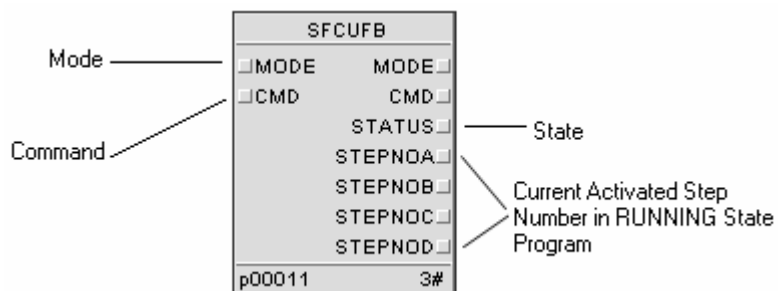 SFCUFB
Mode
MODE MODE
CMD CMD
Command
STATUS
State
STEPNOA
STEPNOB
STEPNOC
STEPNOD
Current Activated Step
Number in RUNNING State
Program
p00011 3#